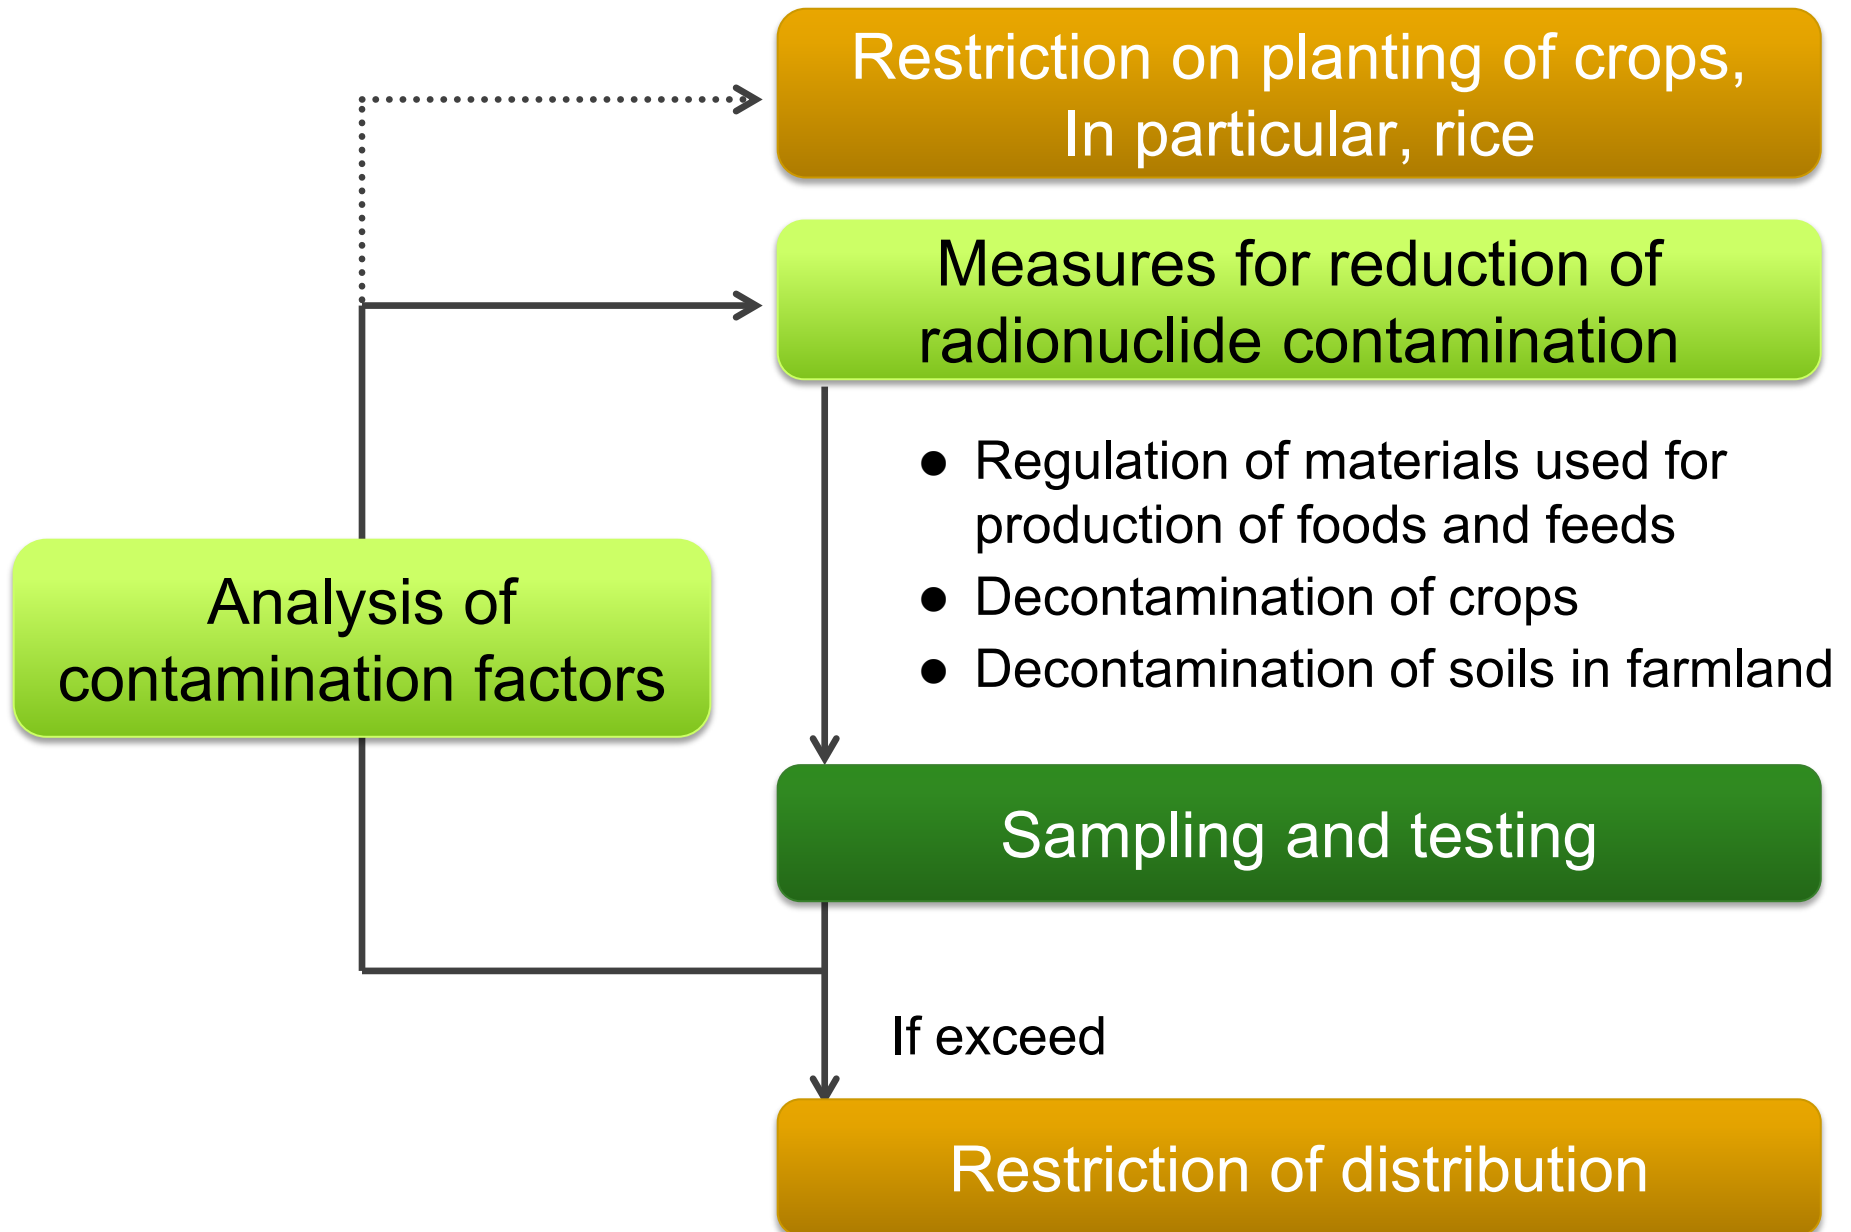 Restriction on planting of crops,
In particular, rice
Measures for reduction of
radionuclide contamination
● Regulation of materials used for
production of foods and feeds
● Decontamination of crops
● Decontamination of soils in farmland
Analysis of
contamination factors
Sampling and testing
If exceed
Restriction of distribution